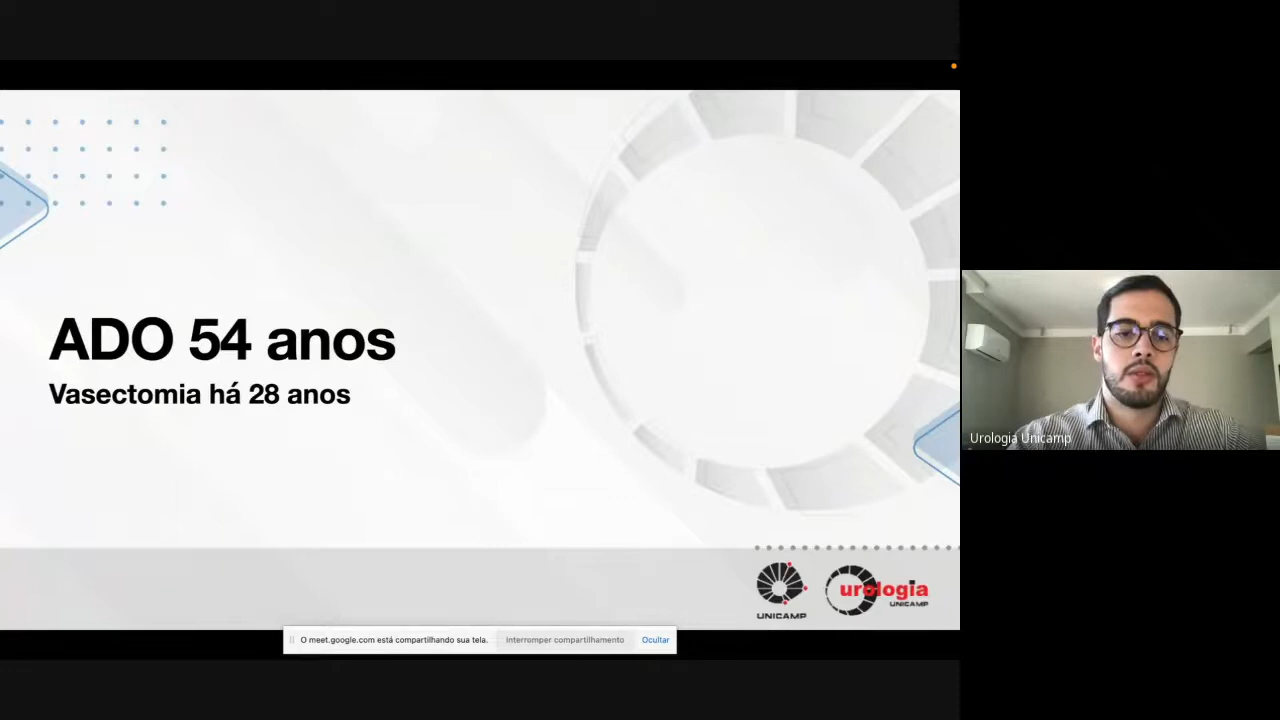 ADO 54 anos
Vasectomia há 28 anos
Urologia Unicamp
UNICAMP
urologia
UNICAMP
O meet.google.com está compartilhando sua tela.
Interromper compartilhamento
Ocultar